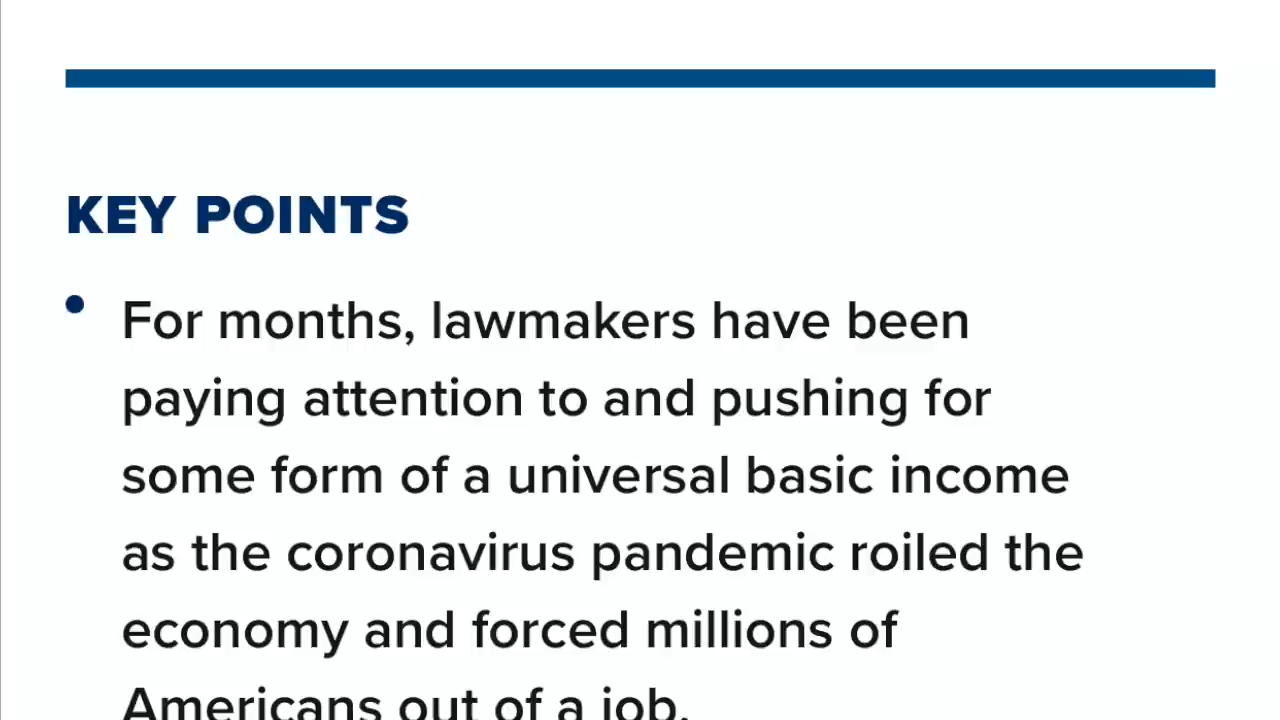 KEY POINTS
• For months, lawmakers have been
paying attention to and pushing for
some form of a universal basic income
as the coronavirus pandemic roiled the
economy and forced millions of
Americans out of a job.